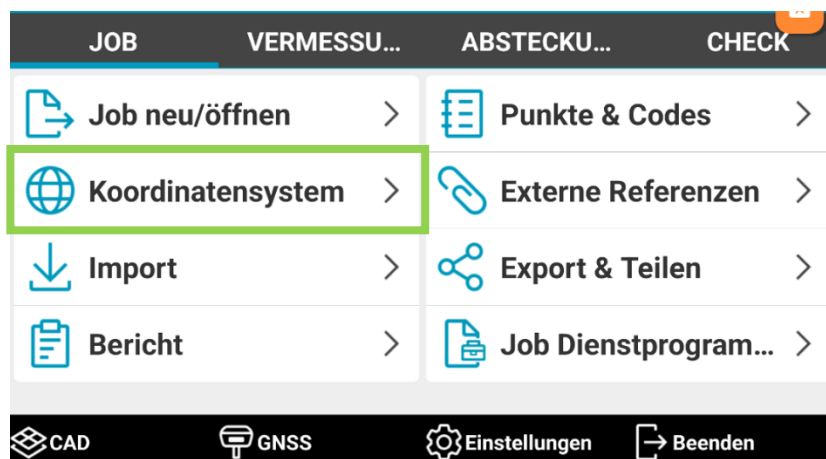 JOB VERMESSU... ABSTECKU... CHECK
Job neu/öffnen Punkte & Codes
Koordinatensystem Externe Referenzen
Import Export & Teilen
Bericht Job Dienstprogram...
CAD GNSS Einstellungen Beenden